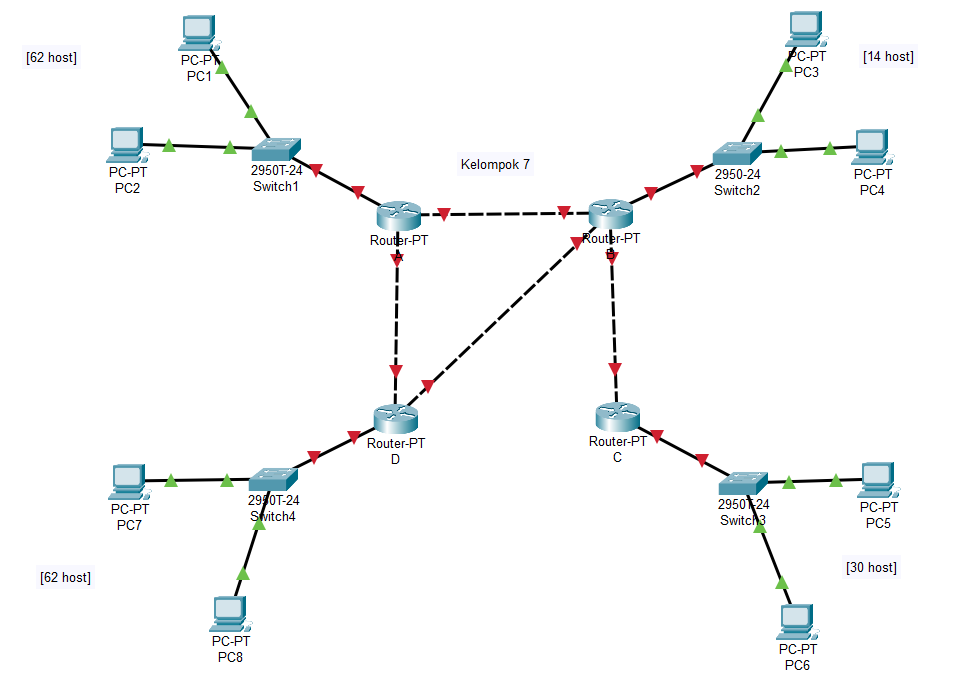 [62 host]
PC-PT
PC1
PC-PT
PC2
2950T-24
Switch1
Kelompok 7
PC-PT
PC3
[14 host]
2950-24
Switch2
PC-PT
PC4
Router-PT
A
Router-PT
B
Router-PT
D
Router-PT
C
2950T-24
Switch4
PC-PT
PC7
[62 host]
PC-PT
PC8
2950T-24
Switch3
PC-PT
PC5
[30 host]
PC-PT
PC6